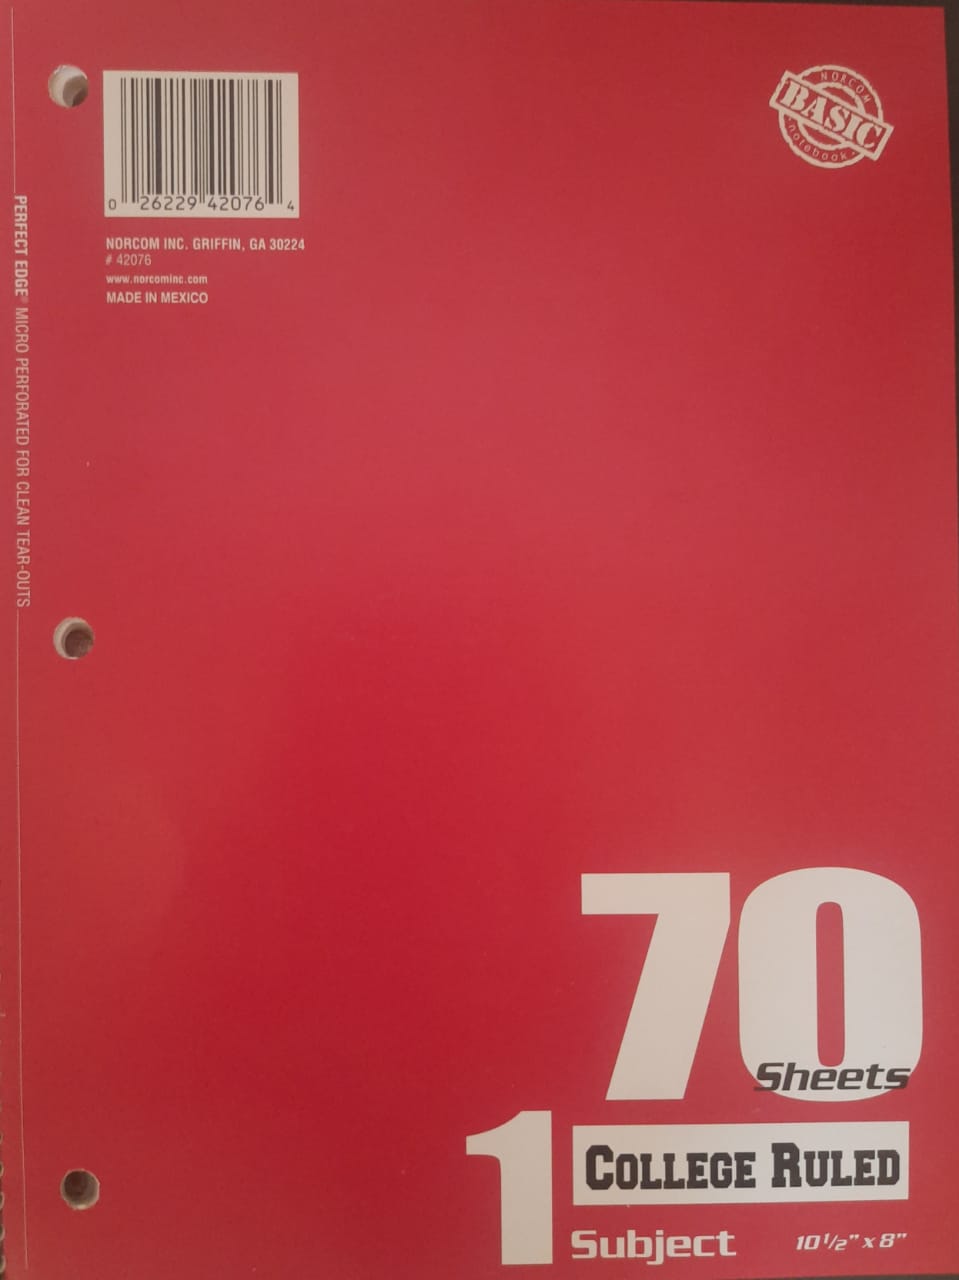 0 26229 42076 4
NORCOM INC. GRIFFIN, GA 30224
# 42076
www.norcominc.com
MADE IN MEXICO
NORCOM
BASIC
notebook
PERFECT EDGE® MICRO PERFORATED FOR CLEAN TEAR-OUTS
70
Sheets
1
COLLEGE RULED
Subject
10 1/2" x 8"